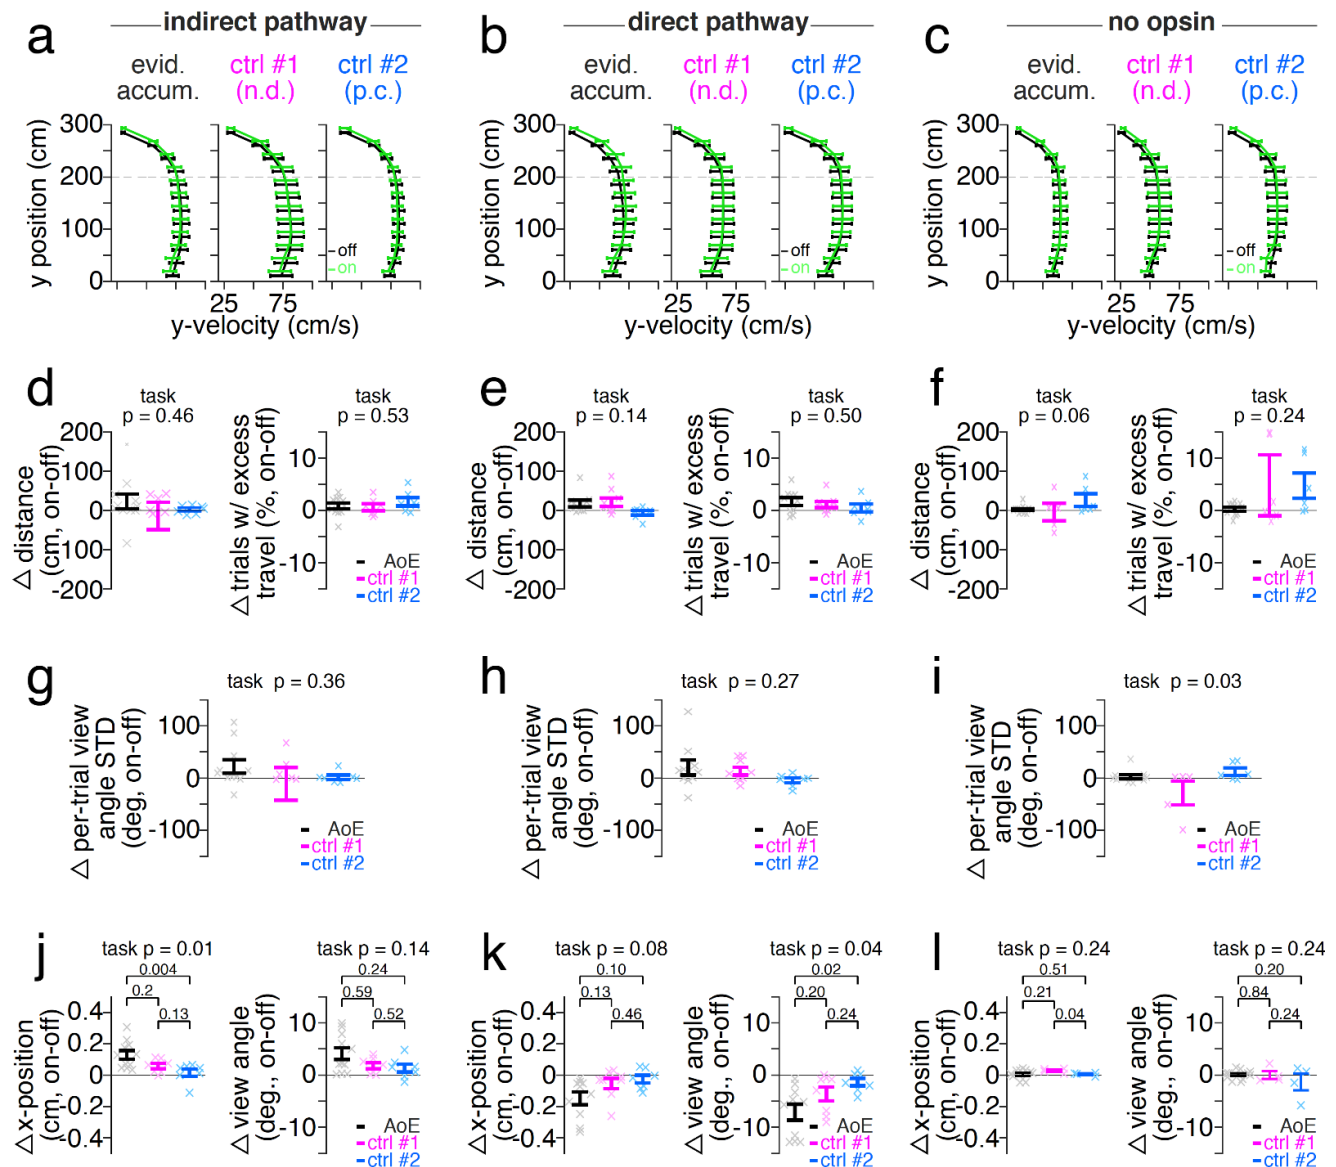 a
indirect pathway
evid.
accum.
ctrl #1
(n.d.)
ctrl #2
(p.c.)
y position (cm)
300
200
100
0
off
on
25
75
y-velocity (cm/s)
b
direct pathway
evid.
accum.
ctrl #1
(n.d.)
ctrl #2
(p.c.)
y position (cm)
300
200
100
0
off
on
25
75
y-velocity (cm/s)
c
no opsin
evid.
accum.
ctrl #1
(n.d.)
ctrl #2
(p.c.)
y position (cm)
300
200
100
0
off
on
25
75
y-velocity (cm/s)
d
task
p = 0.46
△ distance
(cm, on-off)
200
100
0
-100
-200
task
p = 0.53
△ trials w/ excess
travel (%, on-off)
10
0
-10
AoE
ctrl #1
ctrl #2
e
task
p = 0.14
△ distance
(cm, on-off)
200
100
0
-100
-200
task
p = 0.50
△ trials w/ excess
travel (%, on-off)
10
0
-10
AoE
ctrl #1
ctrl #2
f
task
p = 0.06
△ distance
(cm, on-off)
200
100
0
-100
-200
task
p = 0.24
△ trials w/ excess
travel (%, on-off)
10
0
-10
AoE
ctrl #1
ctrl #2
g
task p = 0.36
△ per-trial view
angle STD
(deg, on-off)
100
0
-100
AoE
ctrl #1
ctrl #2
h
task p = 0.27
△ per-trial view
angle STD
(deg, on-off)
100
0
-100
AoE
ctrl #1
ctrl #2
i
task p = 0.03
△ per-trial view
angle STD
(deg, on-off)
100
0
-100
AoE
ctrl #1
ctrl #2
j
task p = 0.01
0.004
0.2
0.13
△x-position
(cm, on-off)
0.4
0.2
0
-0.2
-0.4
task p = 0.14
0.24
0.59
0.52
△ view angle
(deg., on-off)
10
0
-10
AoE
ctrl #1
ctrl #2
k
task p = 0.08
0.10
0.13
0.46
△x-position
(cm, on-off)
0.4
0.2
0
-0.2
-0.4
task p = 0.04
0.02
0.20
0.24
△ view angle
(deg., on-off)
10
0
-10
AoE
ctrl #1
ctrl #2
l
task p = 0.24
0.51
0.21
0.04
△x-position
(cm, on-off)
0.4
0.2
0
-0.2
-0.4
task p = 0.24
0.20
0.84
0.24
△ view angle
(deg., on-off)
10
0
-10
AoE
ctrl #1
ctrl #2